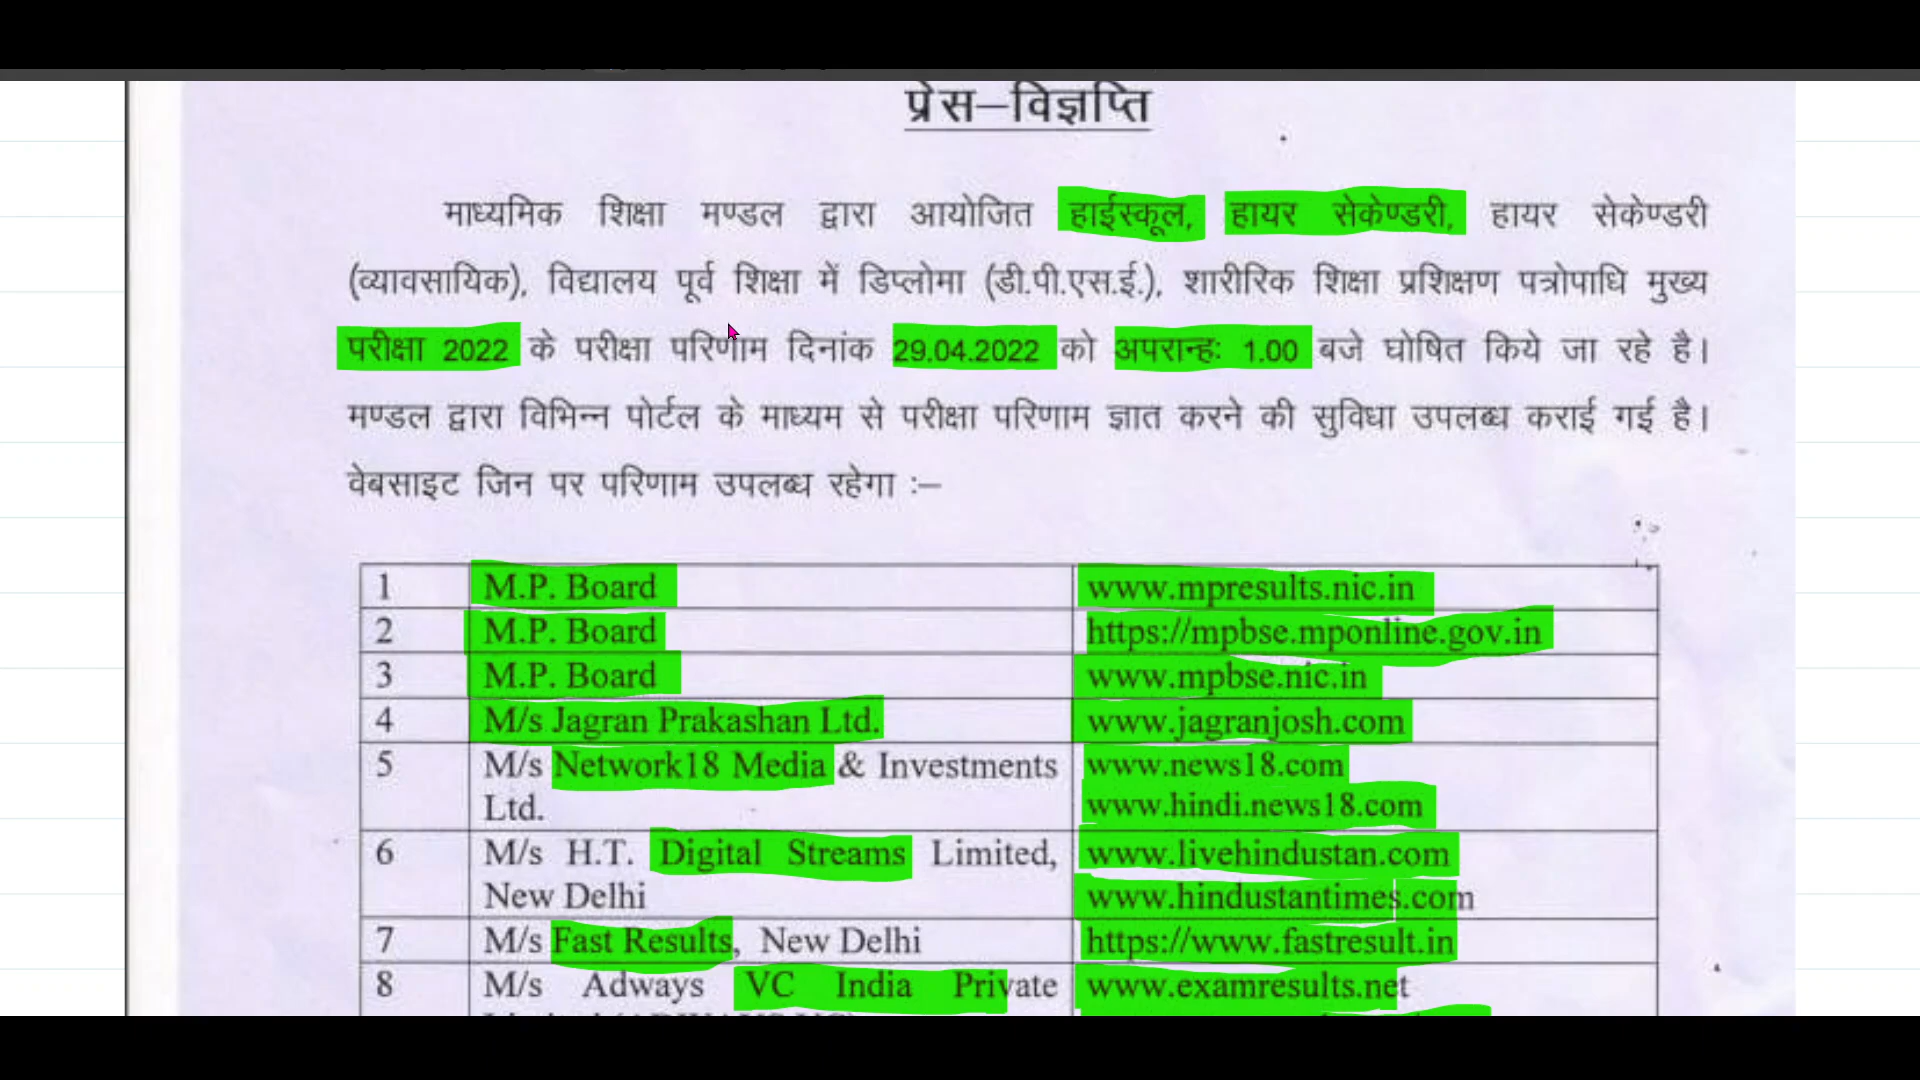 प्रेस–विज्ञप्ति
माध्यमिक शिक्षा मण्डल द्वारा आयोजित हाईस्कूल, हायर सेकेण्डरी, हायर सेकेण्डरी
(व्यावसायिक), विद्यालय पूर्व शिक्षा में डिप्लोमा (डी.पी.एस.ई.), शारीरिक शिक्षा प्रशिक्षण पत्रोपाधि मुख्य
परीक्षा 2022 के परीक्षा परिणाम दिनांक 29.04.2022 को अपरान्हः 1.00 बजे घोषित किये जा रहे है।
मण्डल द्वारा विभिन्न पोर्टल के माध्यम से परीक्षा परिणाम ज्ञात करने की सुविधा उपलब्ध कराई गई है।
वेबसाइट जिन पर परिणाम उपलब्ध रहेगा :–
1 M.P. Board www.mpresults.nic.in
2 M.P. Board https://mpbse.mponline.gov.in
3 M.P. Board www.mpbse.nic.in
4 M/s Jagran Prakashan Ltd. www.jagranjosh.com
5 M/s Network18 Media & Investments www.news18.com
Ltd. www.hindi.news18.com
6 M/s H.T. Digital Streams Limited, www.livehindustan.com
New Delhi www.hindustantimes.com
7 M/s Fast Results, New Delhi https://www.fastresult.in
8 M/s Adways VC India Private www.examresults.net